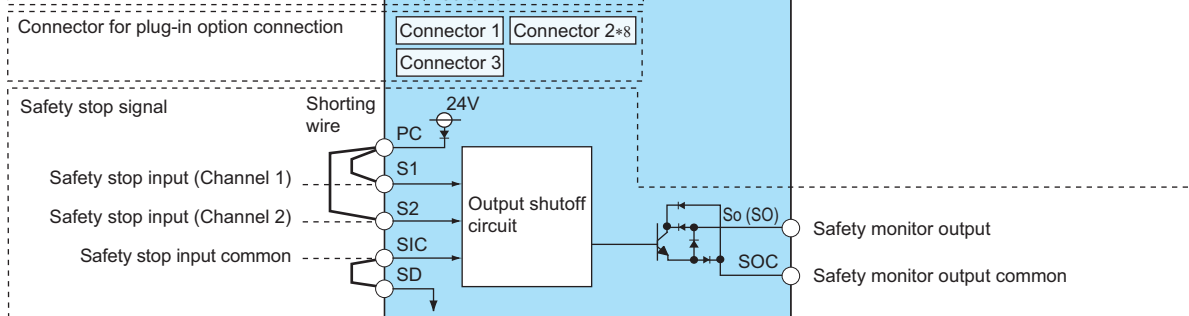 Connector for plug-in option connection
Connector 1
Connector 2*8
Connector 3
Safety stop signal
Shorting
wire
24V
PC
S1
Safety stop input (Channel 1)
S2
Safety stop input (Channel 2)
SIC
Safety stop input common
SD
Output shutoff
circuit
So (SO)
Safety monitor output
SOC
Safety monitor output common